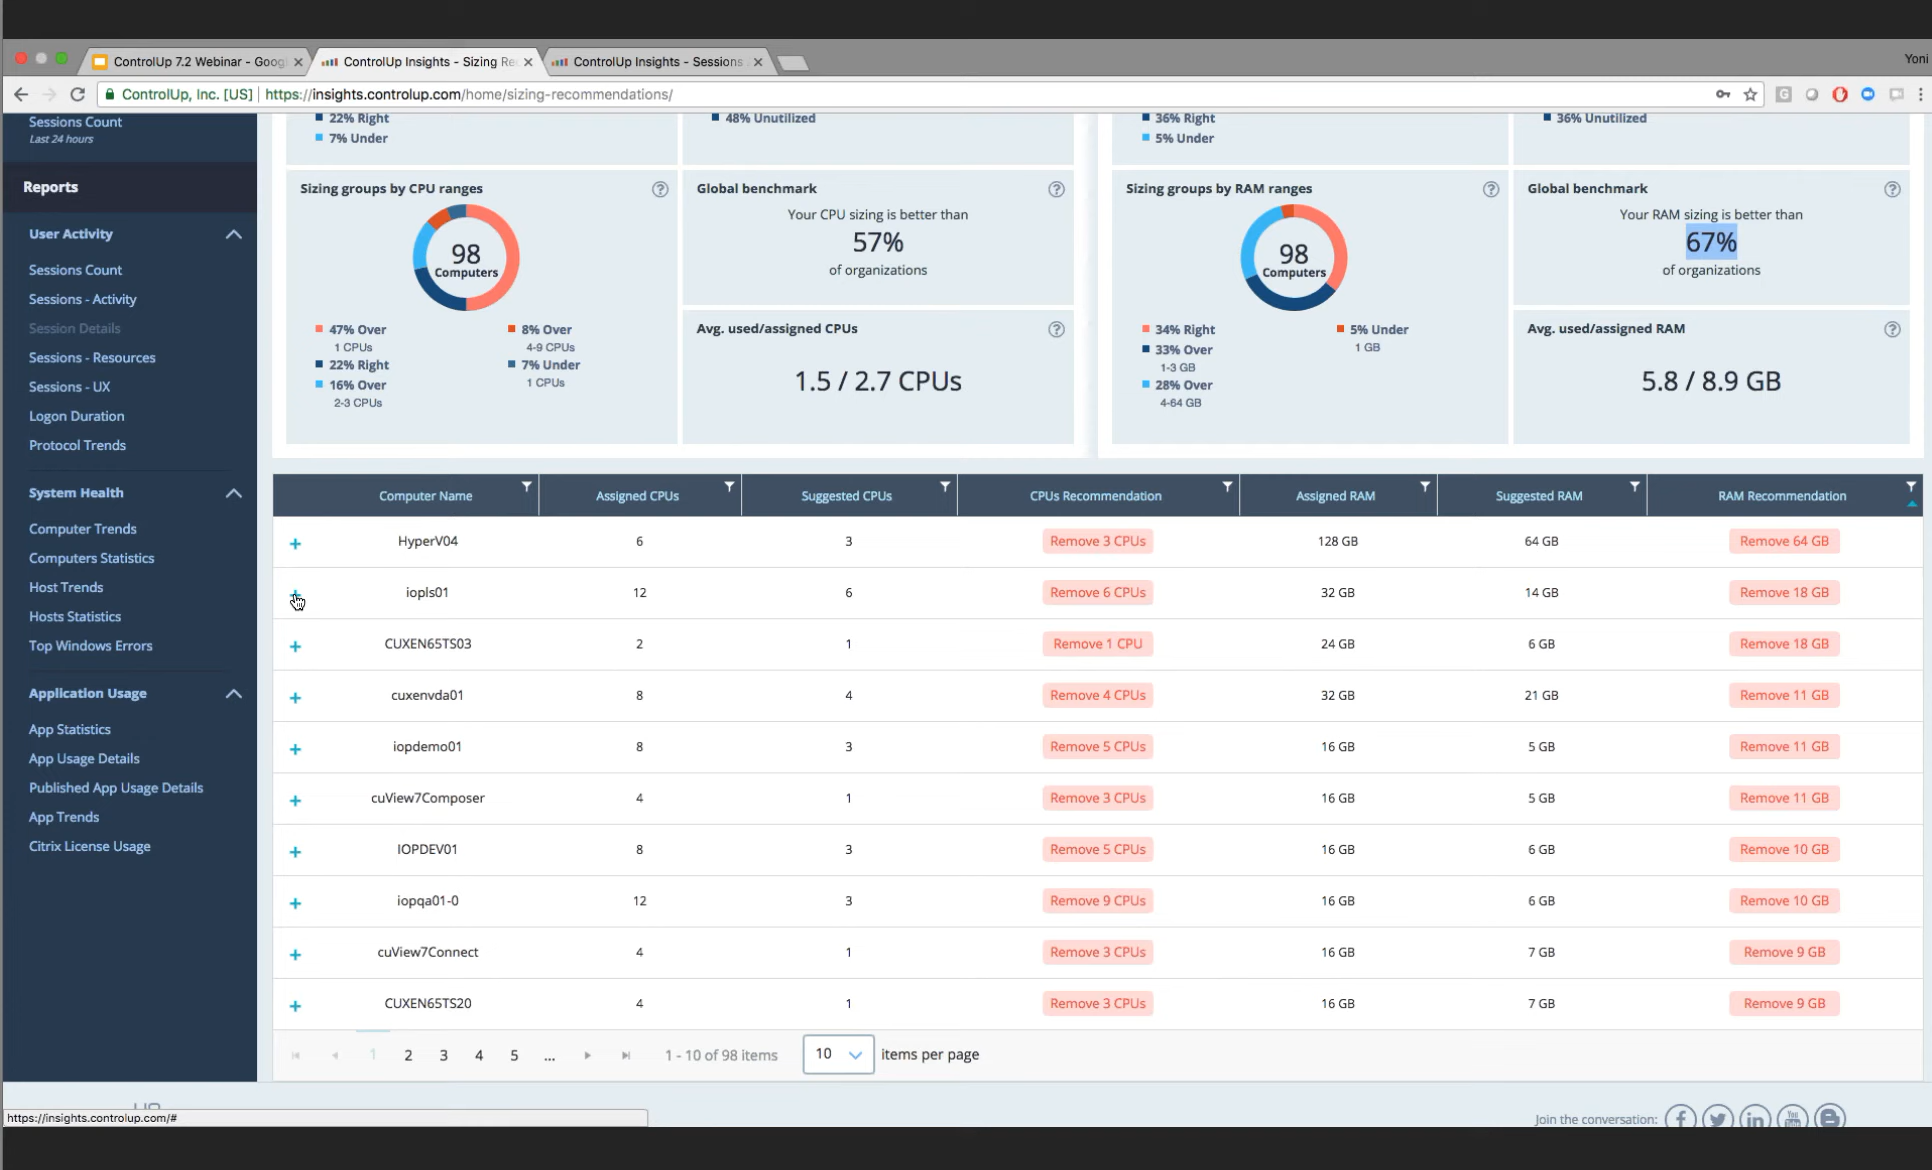 ControlUp 7.2 Webinar - Goog
ControlUp Insights - Sizing Re
ControlUp Insights - Sessions
Yoni
ControlUp, Inc. [US] | https://insights.controlup.com/home/sizing-recommendations/
Sessions Count
Last 24 hours
Reports
User Activity
Sessions Count
Sessions - Activity
Session Details
Sessions - Resources
Sessions - UX
Logon Duration
Protocol Trends
System Health
Computer Trends
Computers Statistics
Host Trends
Hosts Statistics
Top Windows Errors
Application Usage
App Statistics
App Usage Details
Published App Usage Details
App Trends
Citrix License Usage
22% Right
7% Under
48% Unutilized
36% Right
5% Under
36% Unutilized
Sizing groups by CPU ranges
98
Computers
47% Over
1 CPUs
22% Right
16% Over
2-3 CPUs
8% Over
4-9 CPUs
7% Under
1 CPUs
Global benchmark
Your CPU sizing is better than
57%
of organizations
Avg. used/assigned CPUs
1.5 / 2.7 CPUs
Sizing groups by RAM ranges
98
Computers
34% Right
33% Over
1-3 GB
28% Over
4-64 GB
5% Under
1 GB
Global benchmark
Your RAM sizing is better than
67%
of organizations
Avg. used/assigned RAM
5.8 / 8.9 GB
Computer Name Assigned CPUs Suggested CPUs CPUs Recommendation Assigned RAM Suggested RAM RAM Recommendation
HyperV04 6 3 Remove 3 CPUs 128 GB 64 GB Remove 64 GB
iopls01 12 6 Remove 6 CPUs 32 GB 14 GB Remove 18 GB
CUXEN65TS03 2 1 Remove 1 CPU 24 GB 6 GB Remove 18 GB
cuxenvda01 8 4 Remove 4 CPUs 32 GB 21 GB Remove 11 GB
iopdemo01 8 3 Remove 5 CPUs 16 GB 5 GB Remove 11 GB
cuView7Composer 4 1 Remove 3 CPUs 16 GB 5 GB Remove 11 GB
IOPDEV01 8 3 Remove 5 CPUs 16 GB 6 GB Remove 10 GB
iopqa01-0 12 3 Remove 9 CPUs 16 GB 6 GB Remove 10 GB
cuView7Connect 4 1 Remove 3 CPUs 16 GB 7 GB Remove 9 GB
CUXEN65TS20 4 1 Remove 3 CPUs 16 GB 7 GB Remove 9 GB
1 2 3 4 5 ... 1 - 10 of 98 items 10 items per page
https://insights.controlup.com/#
Join the conversation: